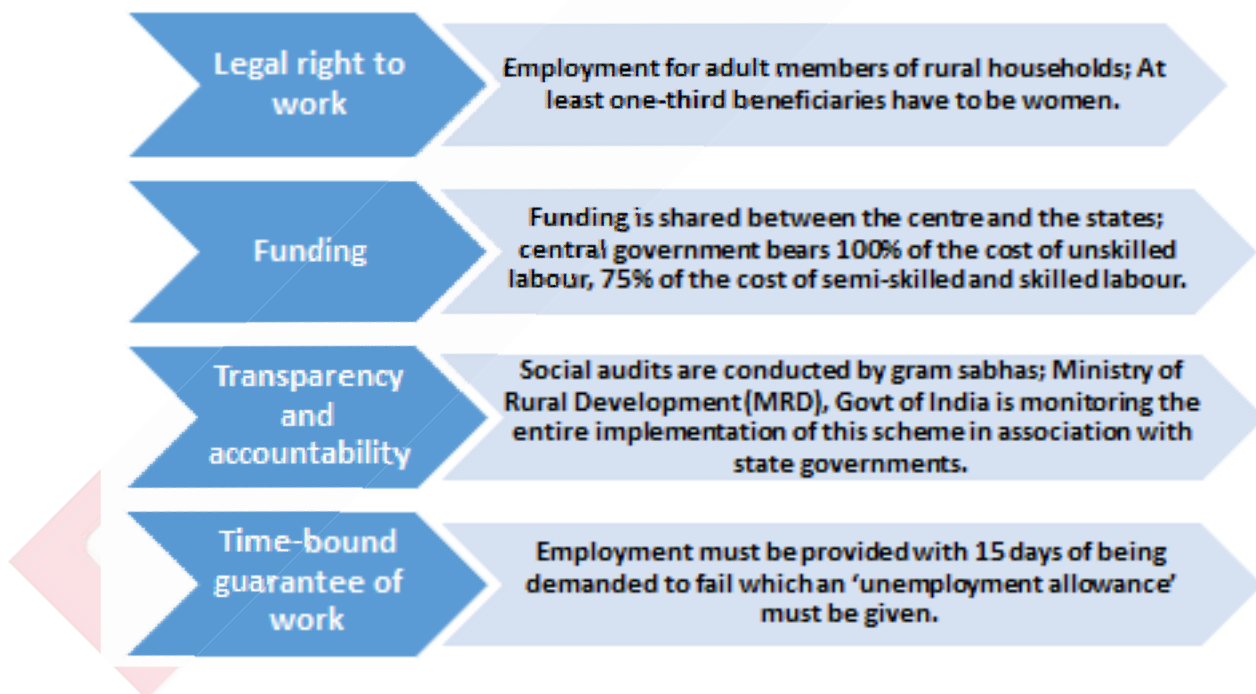 Legal right to
work
Employment for adult members of rural households; At
least one-third beneficiaries have to be women.
Funding
Funding is shared between the centre and the states;
central government bears 100% of the cost of unskilled
labour, 75% of the cost of semi-skilled and skilled labour.
Transparency
and
accountability
Social audits are conducted by gram sabhas; Ministry of
Rural Development (MRD), Govt of India is monitoring the
entire implementation of this scheme in association with
state governments.
Time-bound
guarantee of
work
Employment must be provided with 15 days of being
demanded to fail which an ‘unemployment allowance’
must be given.